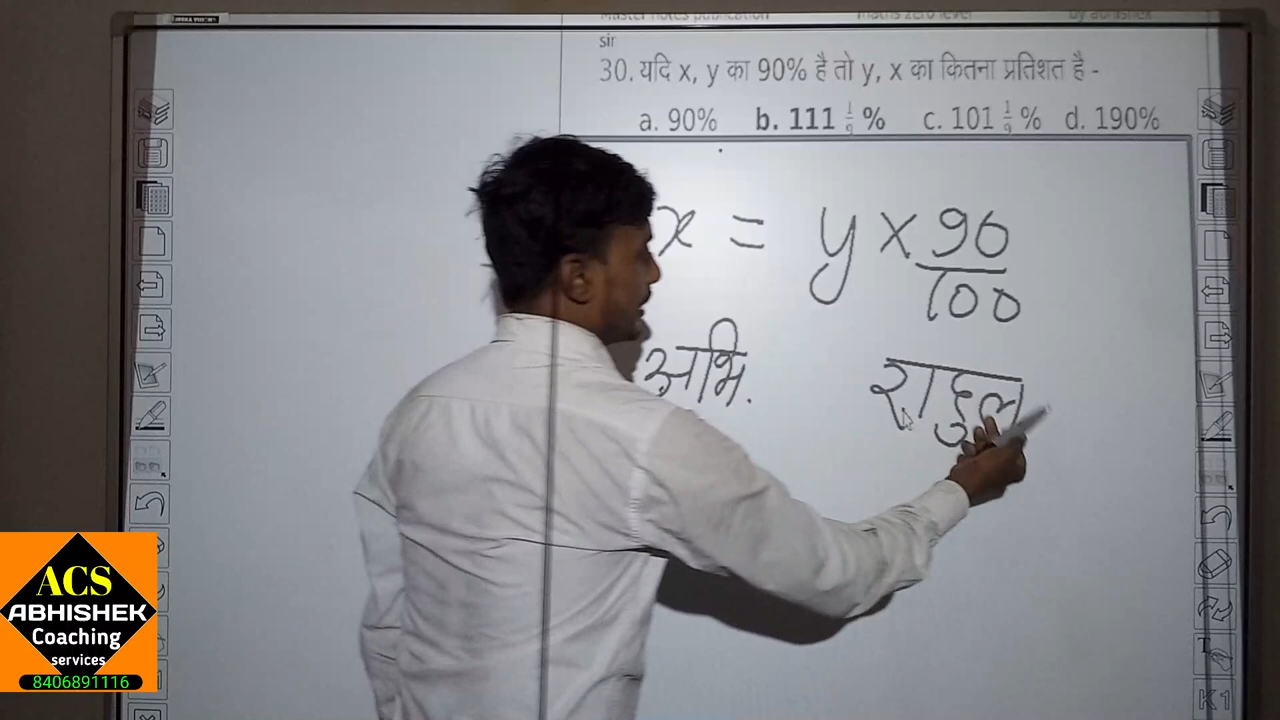 Master notes publication maths zero level by abhishek
sir
30. यदि x, y का 90% है तो y, x का कितना प्रतिशत है -
a. 90% b. 111 1/9 % c. 101 1/9 % d. 190%
x = y × 90/100
अभि. राहुल
ACS
ABHISHEK
Coaching
services
8406891116
K 1